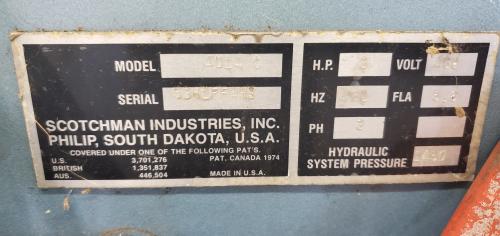 MODEL
SERIAL
SCOTCHMAN INDUSTRIES, INC.
PHILIP, SOUTH DAKOTA, U.S.A.
COVERED UNDER ONE OF THE FOLLOWING PAT'S.
U.S. 3,701,276 PAT. CANADA 1974
BRITISH 1,351,837
AUS. 446,504 MADE IN U.S.A.
H.P. 3 VOLT
HZ FLA
PH 3
HYDRAULIC
SYSTEM PRESSURE